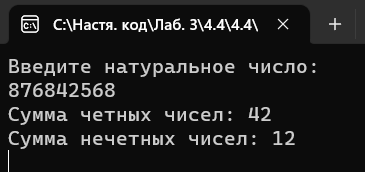 C:\Настя. код\Лаб. 3\4.4\4.4\
Введите натуральное число:
876842568
Сумма четных чисел: 42
Сумма нечетных чисел: 12